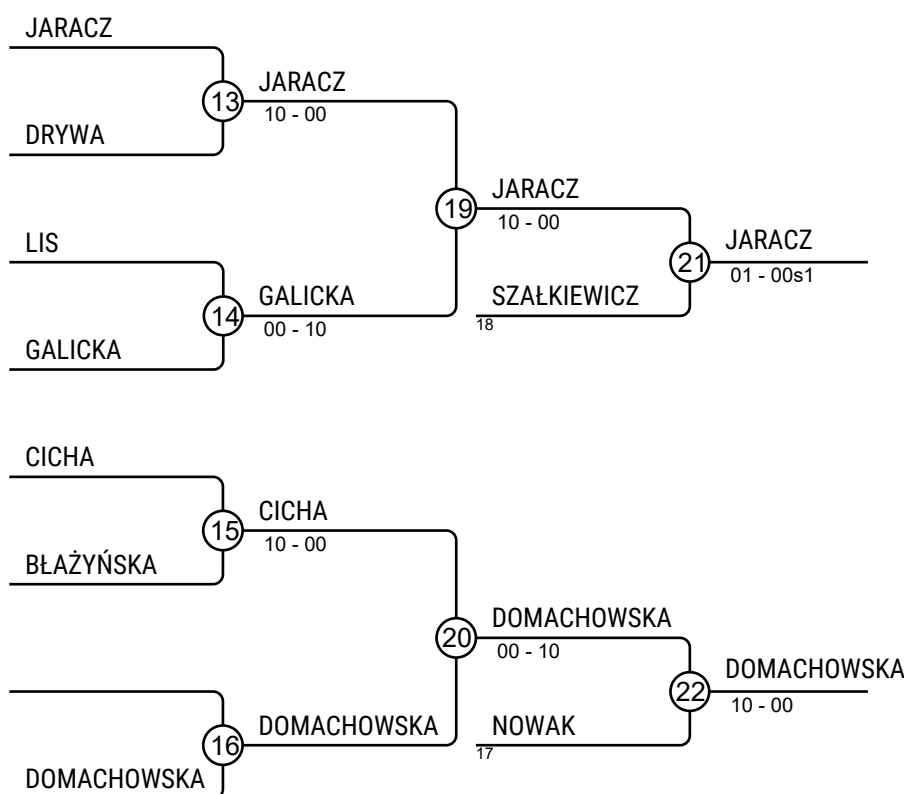 JARACZ
13
JARACZ
10 - 00
DRYWA
19
JARACZ
10 - 00
LIS
21
JARACZ
01 - 00s1
14
GALICKA
00 - 10
SZAŁKIEWICZ
18
GALICKA
CICHA
15
CICHA
10 - 00
BŁAŻYŃSKA
20
DOMACHOWSKA
00 - 10
22
DOMACHOWSKA
10 - 00
16
DOMACHOWSKA
NOWAK
17
DOMACHOWSKA